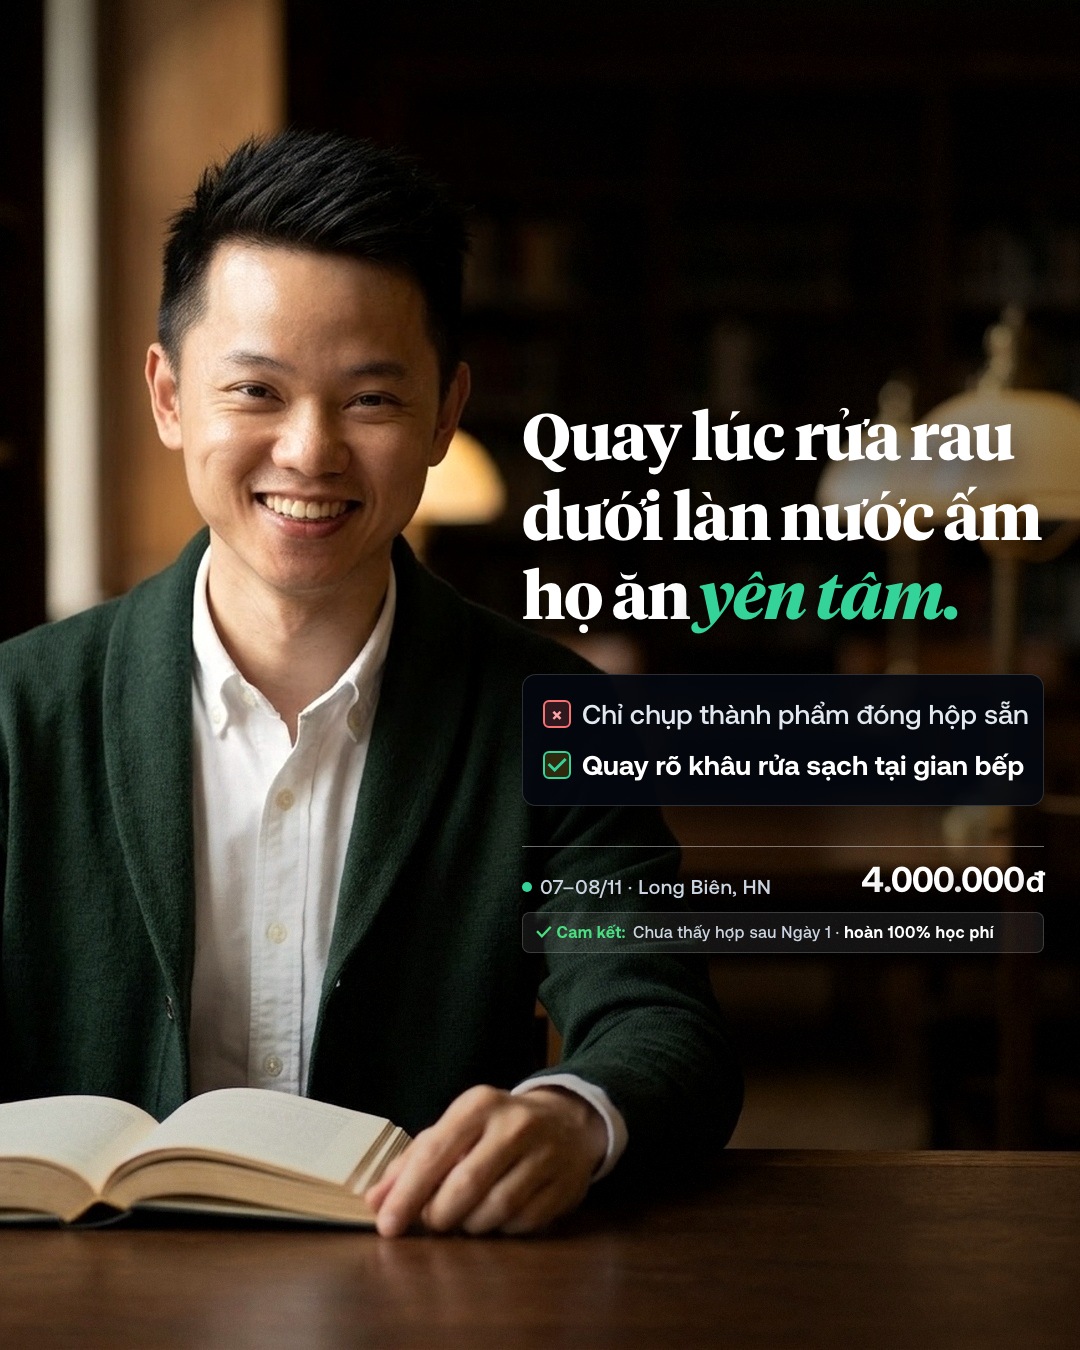 Quay lúc rửa rau
dưới làn nước ấm
họ ăn yên tâm.
Chỉ chụp thành phẩm đóng hộp sẵn
Quay rõ khâu rửa sạch tại gian bếp
07–08/11 · Long Biên, HN
4.000.000đ
Cam kết: Chưa thấy hợp sau Ngày 1 · hoàn 100% học phí